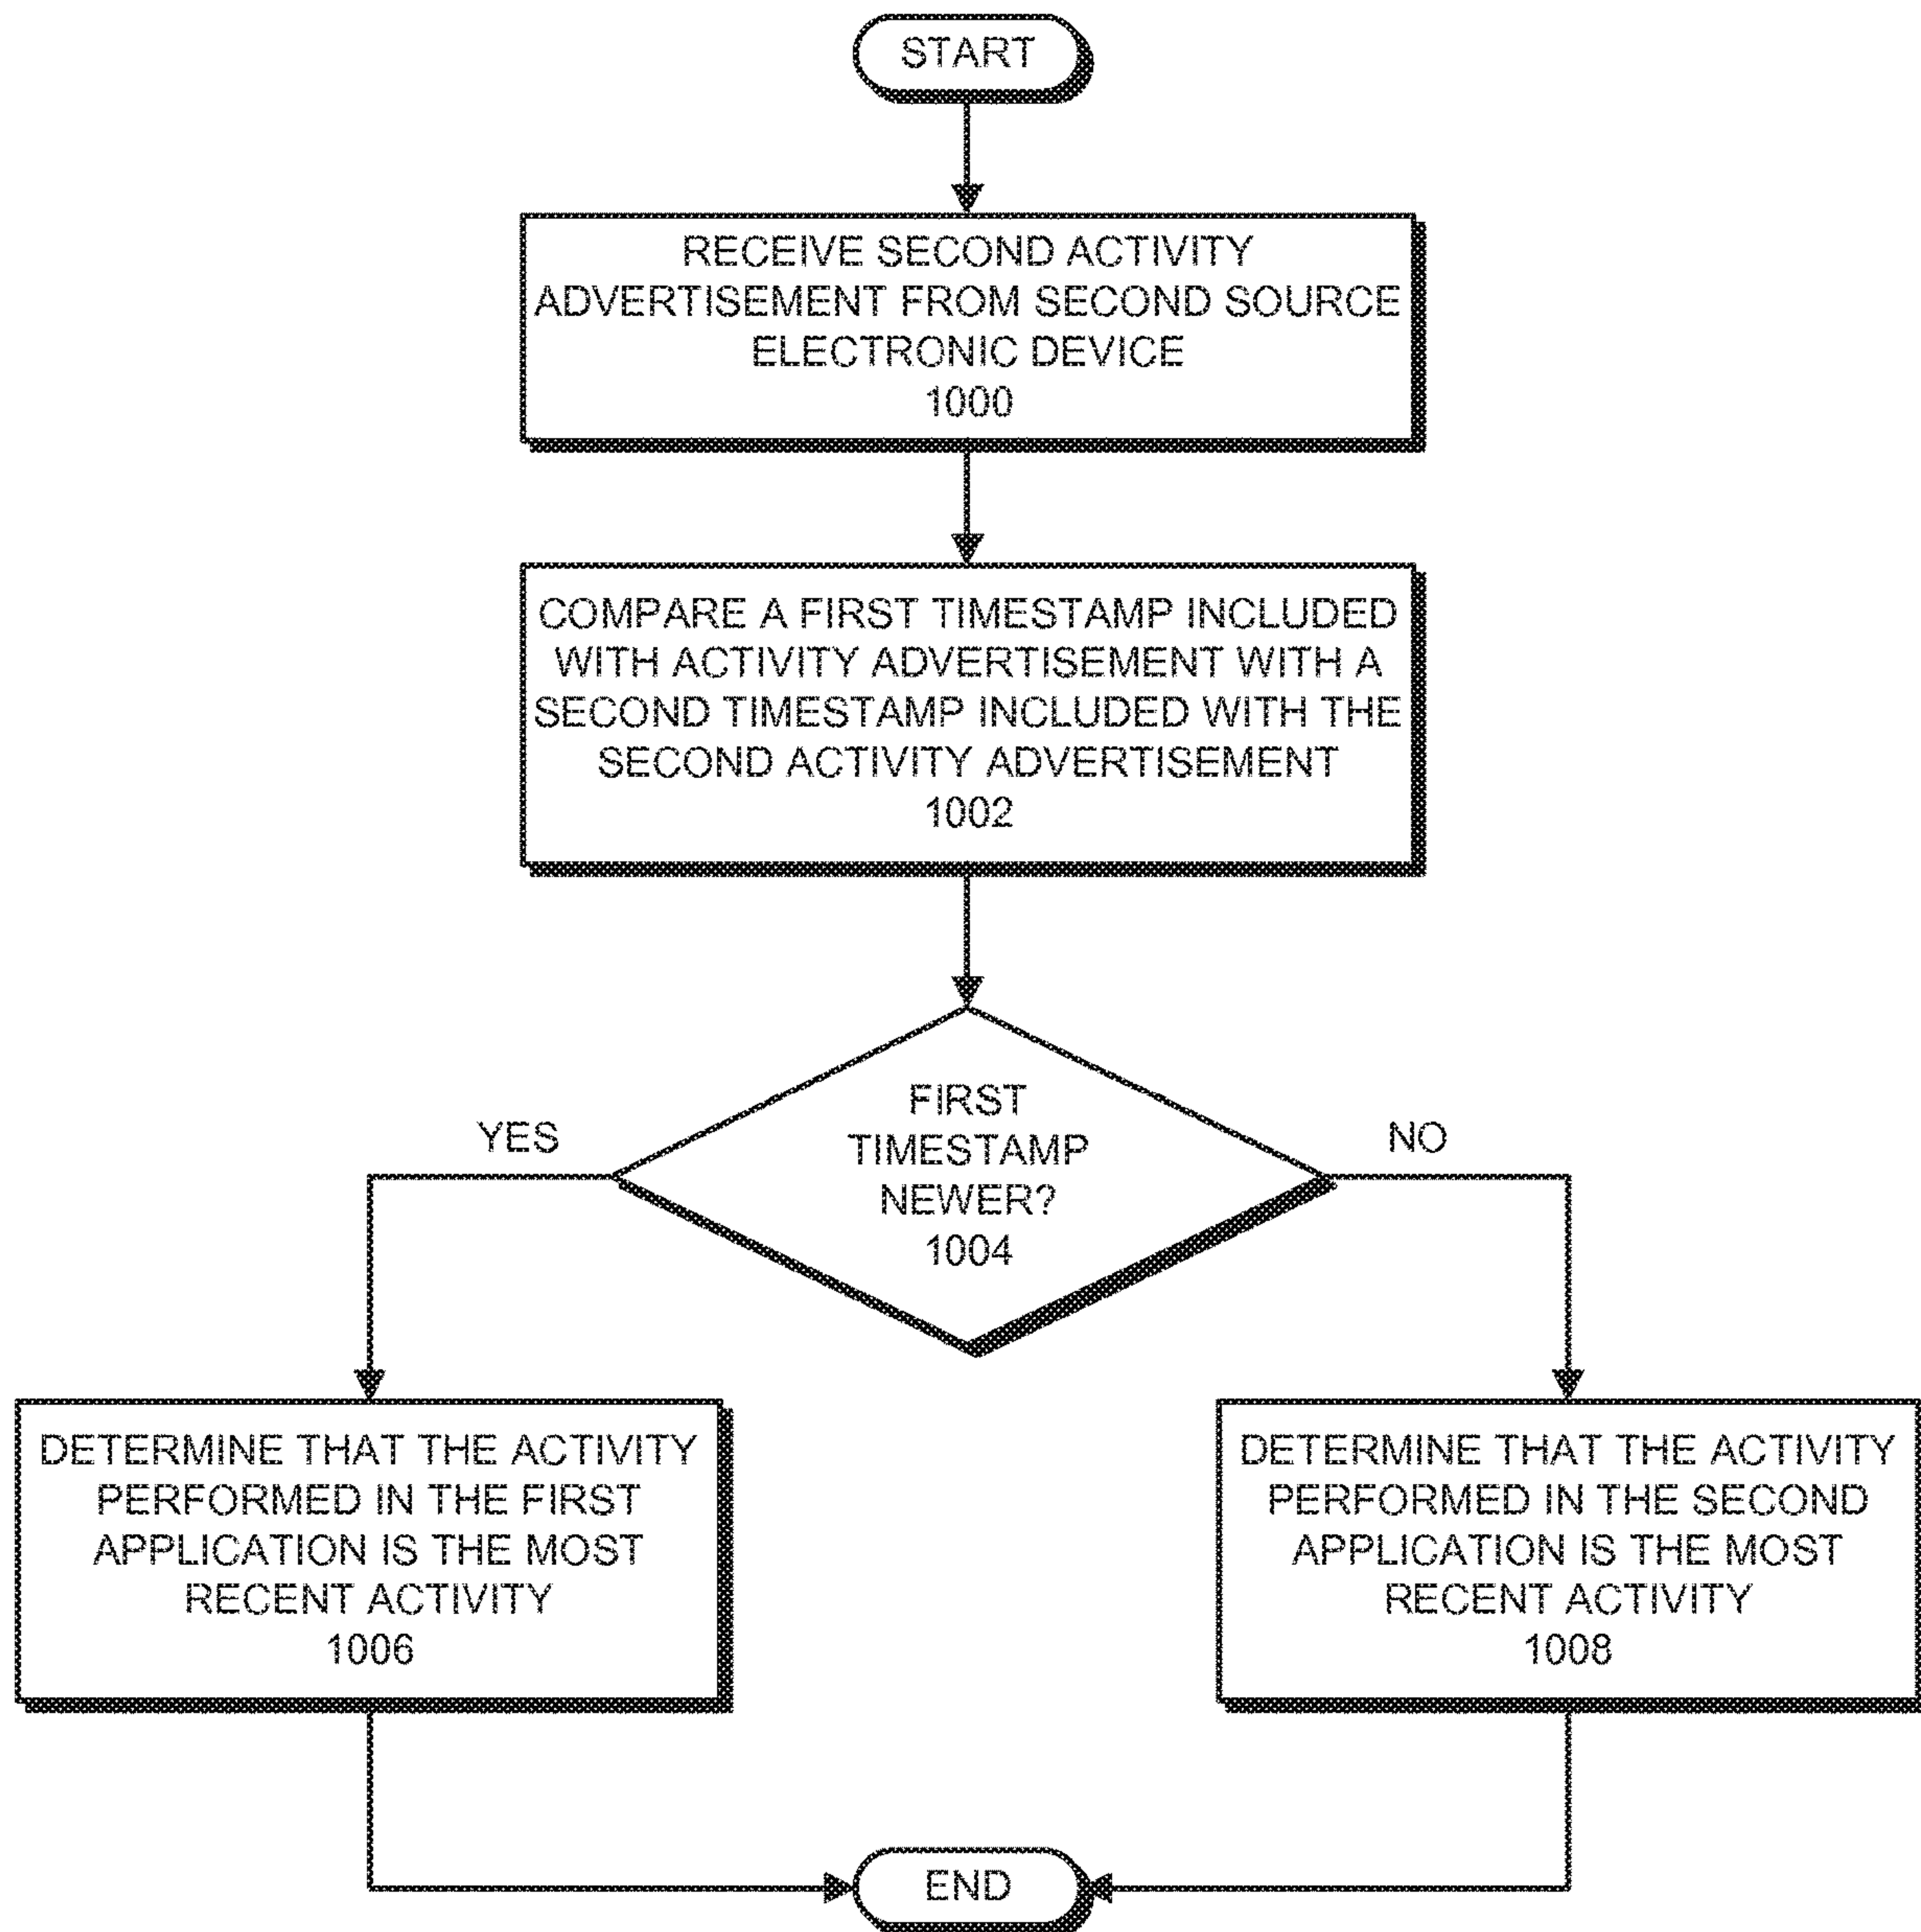 START
RECEIVE SECOND ACTIVITY
ADVERTISEMENT FROM SECOND SOURCE
ELECTRONIC DEVICE
1000
COMPARE A FIRST TIMESTAMP INCLUDED
WITH ACTIVITY ADVERTISEMENT WITH A
SECOND TIMESTAMP INCLUDED WITH THE
SECOND ACTIVITY ADVERTISEMENT
1002
FIRST
TIMESTAMP
NEWER?
1004
YES
NO
DETERMINE THAT THE ACTIVITY
PERFORMED IN THE FIRST
APPLICATION IS THE MOST
RECENT ACTIVITY
1006
DETERMINE THAT THE ACTIVITY
PERFORMED IN THE SECOND
APPLICATION IS THE MOST
RECENT ACTIVITY
1008
END